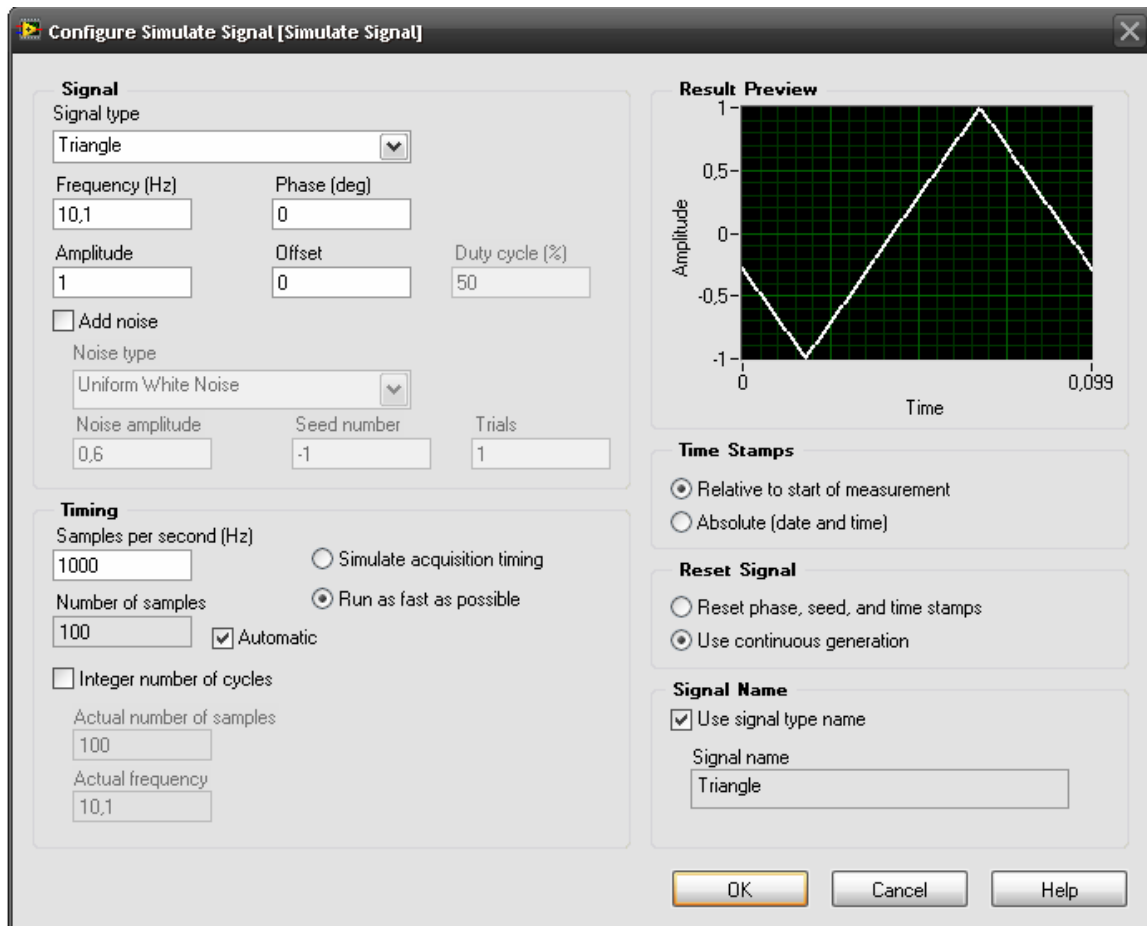 Configure Simulate Signal [Simulate Signal]
Signal
Signal type
Triangle
Frequency (Hz) Phase (deg)
10,1 0
Amplitude Offset Duty cycle (%)
1 0 50
Add noise
Noise type
Uniform White Noise
Noise amplitude Seed number Trials
0,6 -1 1
Timing
Samples per second (Hz)
1000
Simulate acquisition timing
Run as fast as possible
Number of samples
100
Automatic
Integer number of cycles
Actual number of samples
100
Actual frequency
10,1
Result Preview
Amplitude
1
0,5
0
-0,5
-1
0 0,099
Time
Time Stamps
Relative to start of measurement
Absolute (date and time)
Reset Signal
Reset phase, seed, and time stamps
Use continuous generation
Signal Name
Use signal type name
Signal name
Triangle
OK Cancel Help